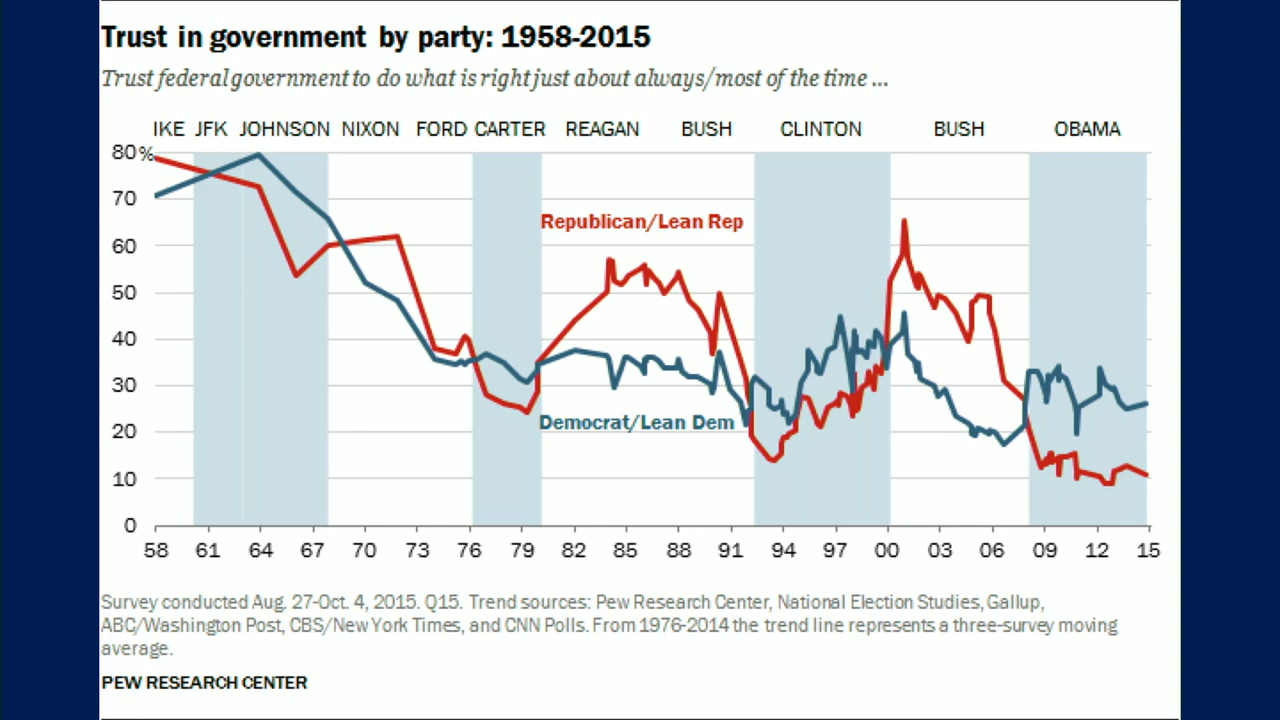 Trust in government by party: 1958-2015
Trust federal government to do what is right just about always/most of the time ...
IKE JFK JOHNSON NIXON FORD CARTER REAGAN BUSH CLINTON BUSH OBAMA
80%
70
60
50
40
30
20
10
0
Republican/Lean Rep
Democrat/Lean Dem
58 61 64 67 70 73 76 79 82 85 88 91 94 97 00 03 06 09 12 15
Survey conducted Aug. 27-Oct. 4, 2015. Q15. Trend sources: Pew Research Center, National Election Studies, Gallup,
ABC/Washington Post, CBS/New York Times, and CNN Polls. From 1976-2014 the trend line represents a three-survey moving
average.
PEW RESEARCH CENTER